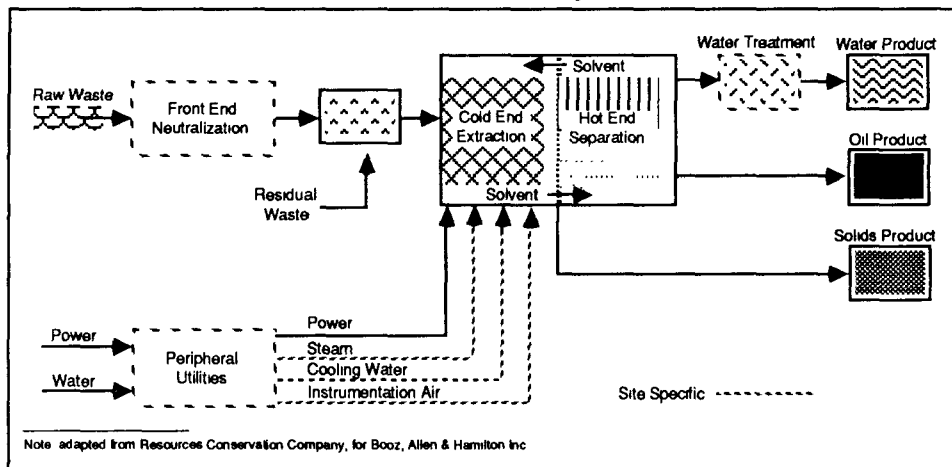 Water Treatment
Water Product
Solvent
Raw Waste
Front End
Neutralization
Cold End
Extraction
Hot End
Separation
Oil Product
Residual
Waste
Solvent
Solids Product
Power
Power
Steam
Peripheral
Utilities
Cooling Water
Water
Instrumentation Air
Site Specific
Note adapted from Resources Conservation Company, for Booz, Allen & Hamilton Inc